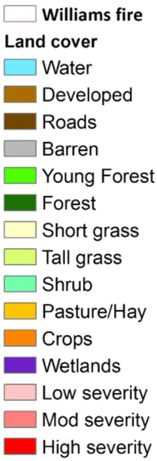 Williams fire
Land cover
Water
Developed
Roads
Barren
Young Forest
Forest
Short grass
Tall grass
Shrub
Pasture/Hay
Crops
Wetlands
Low severity
Mod severity
High severity